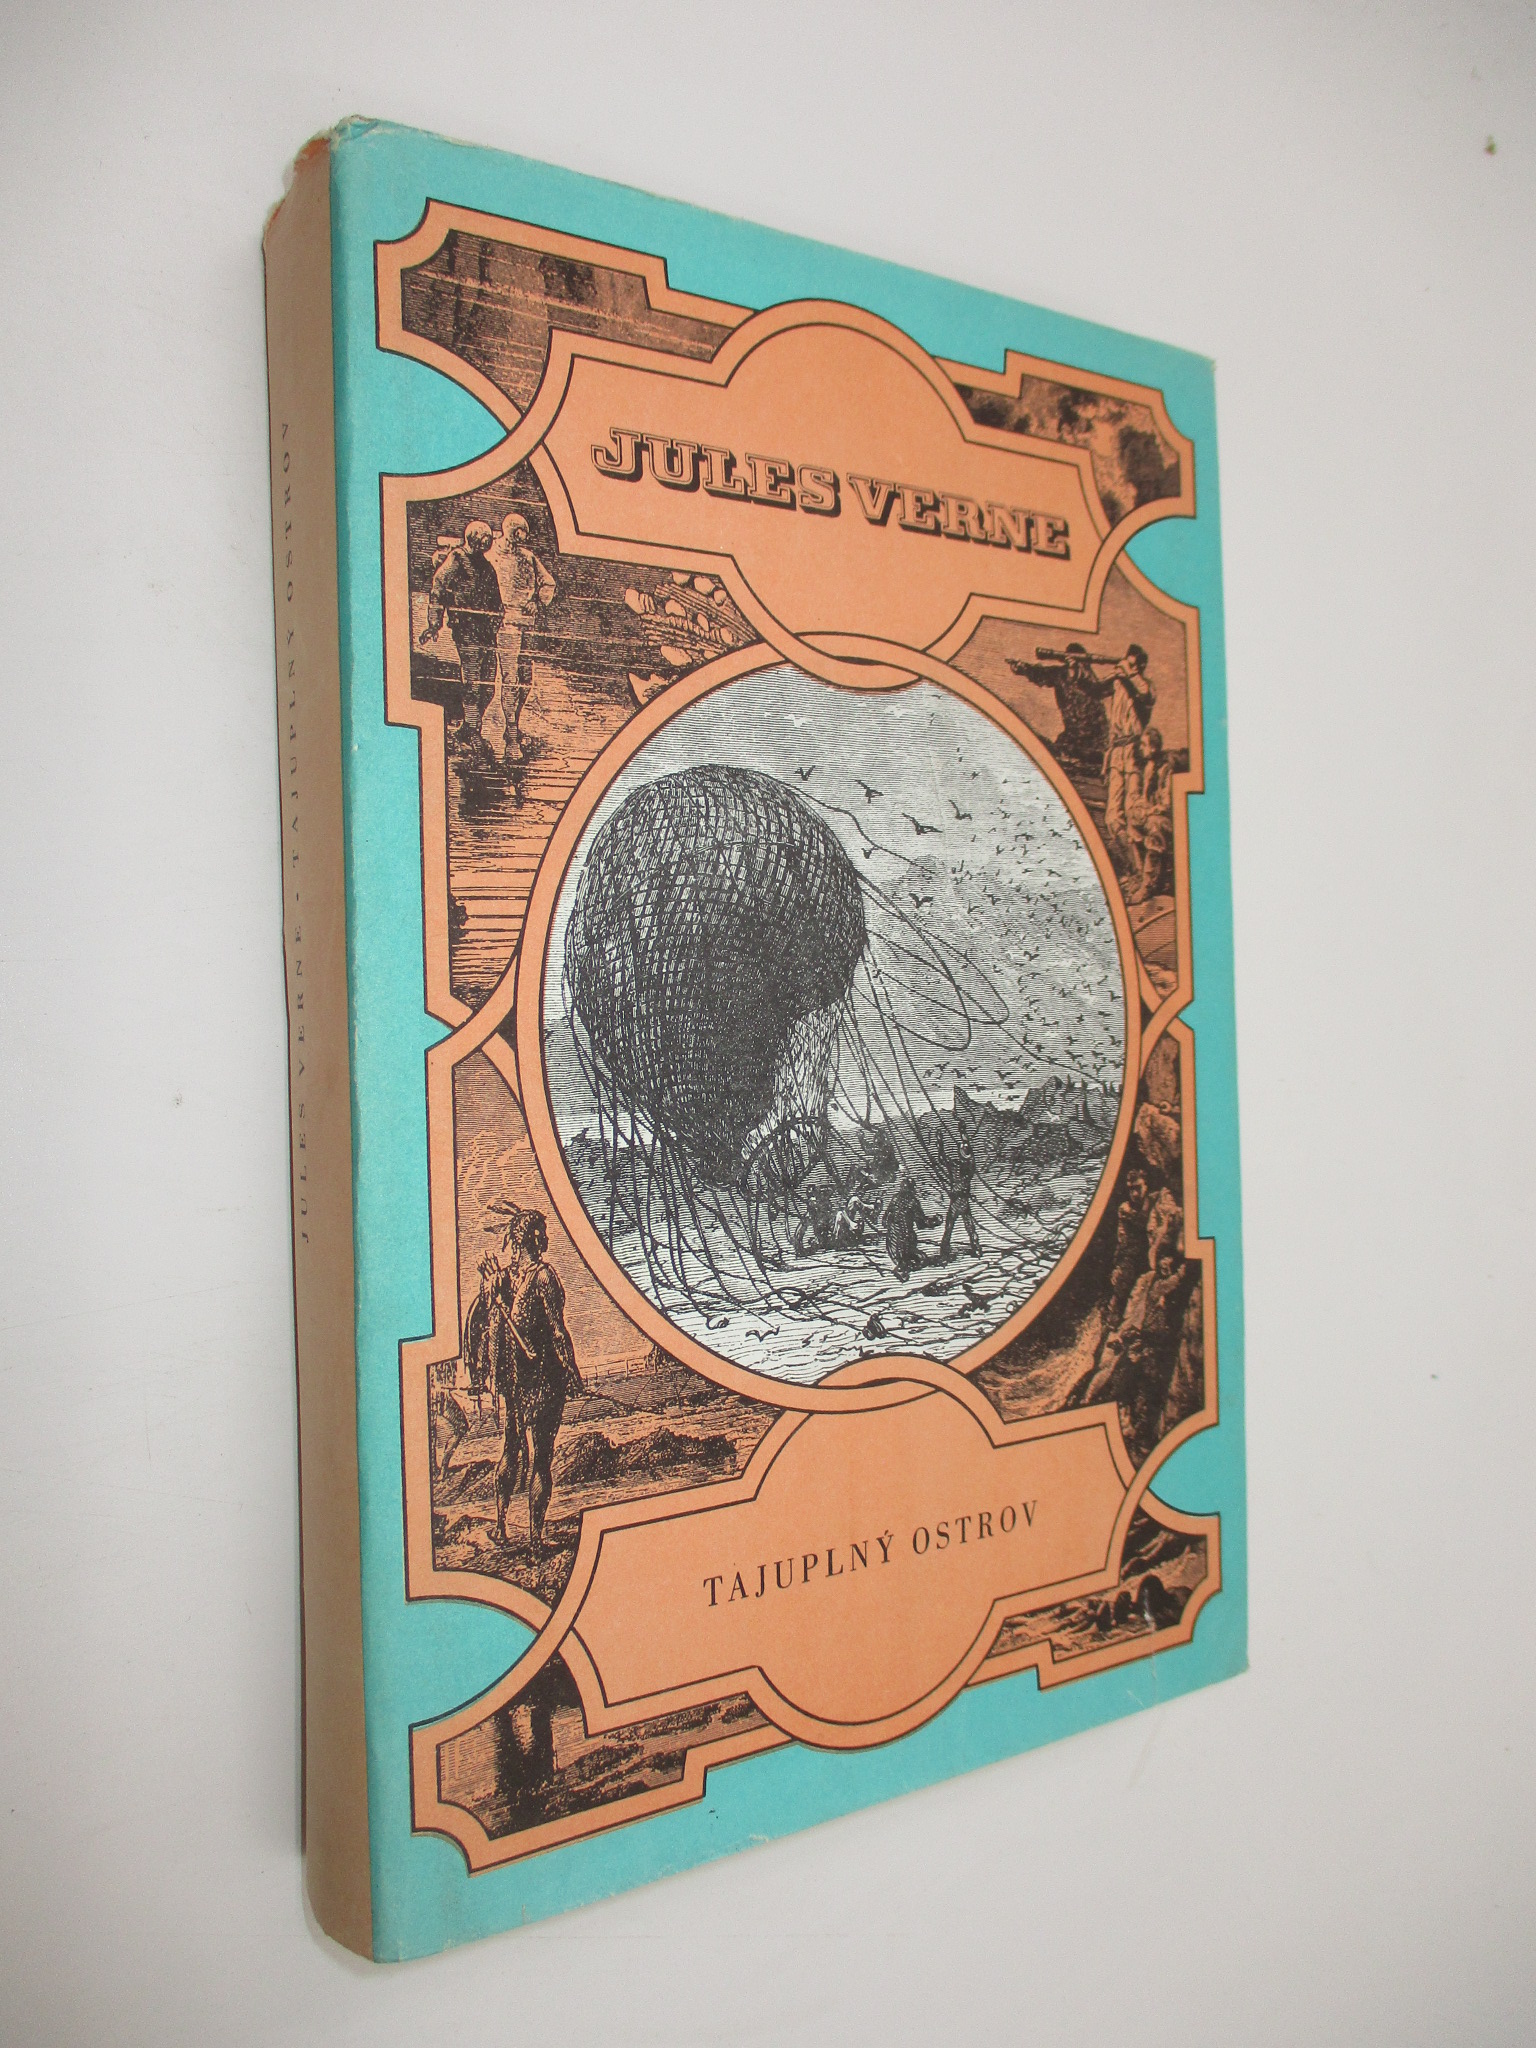 JULES VERNE
TAJUPLNÝ OSTROV
JULES VERNE · TAJUPLNÝ OSTROV